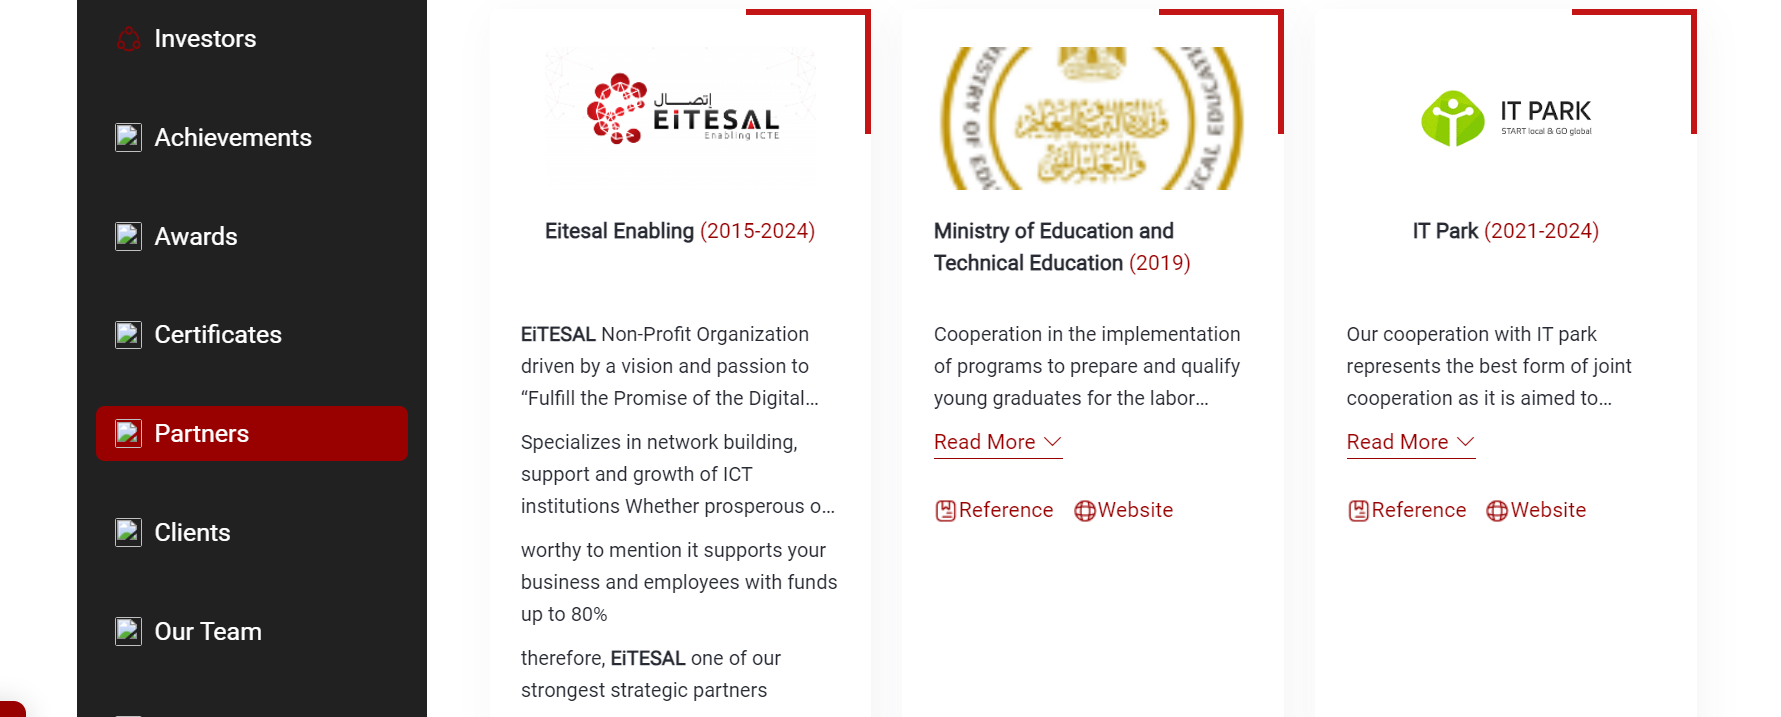 Investors
Achievements
Awards
Certificates
Partners
Clients
Our Team
إتصال
EiTESAL
Enabling ICTE
Eitesal Enabling (2015-2024)
EiTESAL Non-Profit Organization
driven by a vision and passion to
“Fulfill the Promise of the Digital...
Specializes in network building,
support and growth of ICT
institutions Whether prosperous o...
worthy to mention it supports your
business and employees with funds
up to 80%
therefore, EiTESAL one of our
strongest strategic partners
وزارة التربية والتعليم
والتعليم الفني
Ministry of Education and
Technical Education (2019)
Cooperation in the implementation
of programs to prepare and qualify
young graduates for the labor...
Read More
Reference Website
IT PARK
START local & GO global
IT Park (2021-2024)
Our cooperation with IT park
represents the best form of joint
cooperation as it is aimed to...
Read More
Reference Website